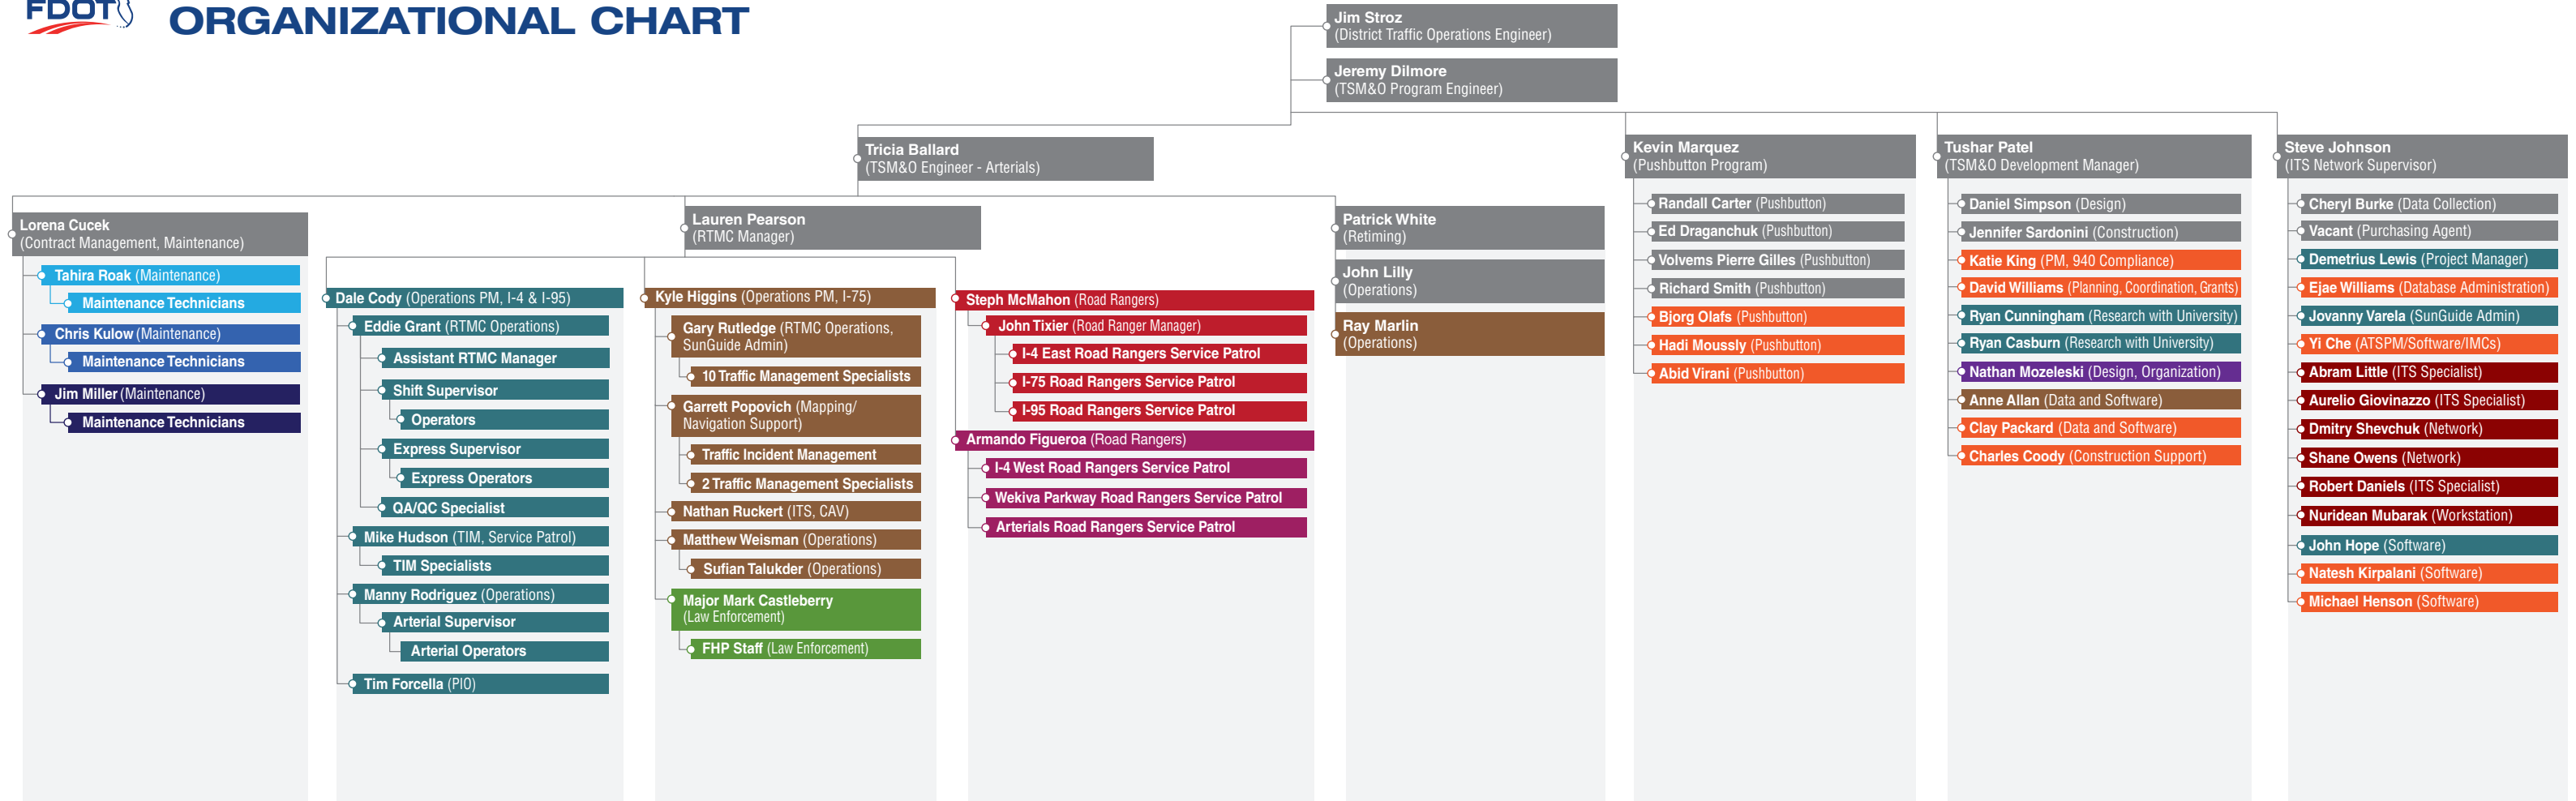 FDOT
ORGANIZATIONAL CHART
Jim Stroz
(District Traffic Operations Engineer)
Jeremy Dilmore
(TSM&O Program Engineer)
Tricia Ballard
(TSM&O Engineer - Arterials)
Kevin Marquez
(Pushbutton Program)
Tushar Patel
(TSM&O Development Manager)
Steve Johnson
(ITS Network Supervisor)
Lorena Cucek
(Contract Management, Maintenance)
Tahira Roak (Maintenance)
Maintenance Technicians
Chris Kulow (Maintenance)
Maintenance Technicians
Jim Miller (Maintenance)
Maintenance Technicians
Lauren Pearson
(RTMC Manager)
Dale Cody (Operations PM, I-4 & I-95)
Eddie Grant (RTMC Operations)
Assistant RTMC Manager
Shift Supervisor
Operators
Express Supervisor
Express Operators
QA/QC Specialist
Mike Hudson (TIM, Service Patrol)
TIM Specialists
Manny Rodriguez (Operations)
Arterial Supervisor
Arterial Operators
Tim Forcella (PIO)
Kyle Higgins (Operations PM, I-75)
Gary Rutledge (RTMC Operations,
SunGuide Admin)
10 Traffic Management Specialists
Garrett Popovich (Mapping/
Navigation Support)
Traffic Incident Management
2 Traffic Management Specialists
Nathan Ruckert (ITS, CAV)
Matthew Weisman (Operations)
Sufian Talukder (Operations)
Major Mark Castleberry
(Law Enforcement)
FHP Staff (Law Enforcement)
Steph McMahon (Road Rangers)
John Tixier (Road Ranger Manager)
I-4 East Road Rangers Service Patrol
I-75 Road Rangers Service Patrol
I-95 Road Rangers Service Patrol
Armando Figueroa (Road Rangers)
I-4 West Road Rangers Service Patrol
Wekiva Parkway Road Rangers Service Patrol
Arterials Road Rangers Service Patrol
Patrick White
(Retiming)
John Lilly
(Operations)
Ray Marlin
(Operations)
Randall Carter (Pushbutton)
Ed Draganchuk (Pushbutton)
Volvems Pierre Gilles (Pushbutton)
Richard Smith (Pushbutton)
Bjorg Olafs (Pushbutton)
Hadi Moussly (Pushbutton)
Abid Virani (Pushbutton)
Daniel Simpson (Design)
Jennifer Sardonini (Construction)
Katie King (PM, 940 Compliance)
David Williams (Planning, Coordination, Grants)
Ryan Cunningham (Research with University)
Ryan Casburn (Research with University)
Nathan Mozeleski (Design, Organization)
Anne Allan (Data and Software)
Clay Packard (Data and Software)
Charles Coody (Construction Support)
Cheryl Burke (Data Collection)
Vacant (Purchasing Agent)
Demetrius Lewis (Project Manager)
Ejae Williams (Database Administration)
Jovanny Varela (SunGuide Admin)
Yi Che (ATSPM/Software/IMCs)
Abram Little (ITS Specialist)
Aurelio Giovinazzo (ITS Specialist)
Dmitry Shevchuk (Network)
Shane Owens (Network)
Robert Daniels (ITS Specialist)
Nuridean Mubarak (Workstation)
John Hope (Software)
Natesh Kirpalani (Software)
Michael Henson (Software)